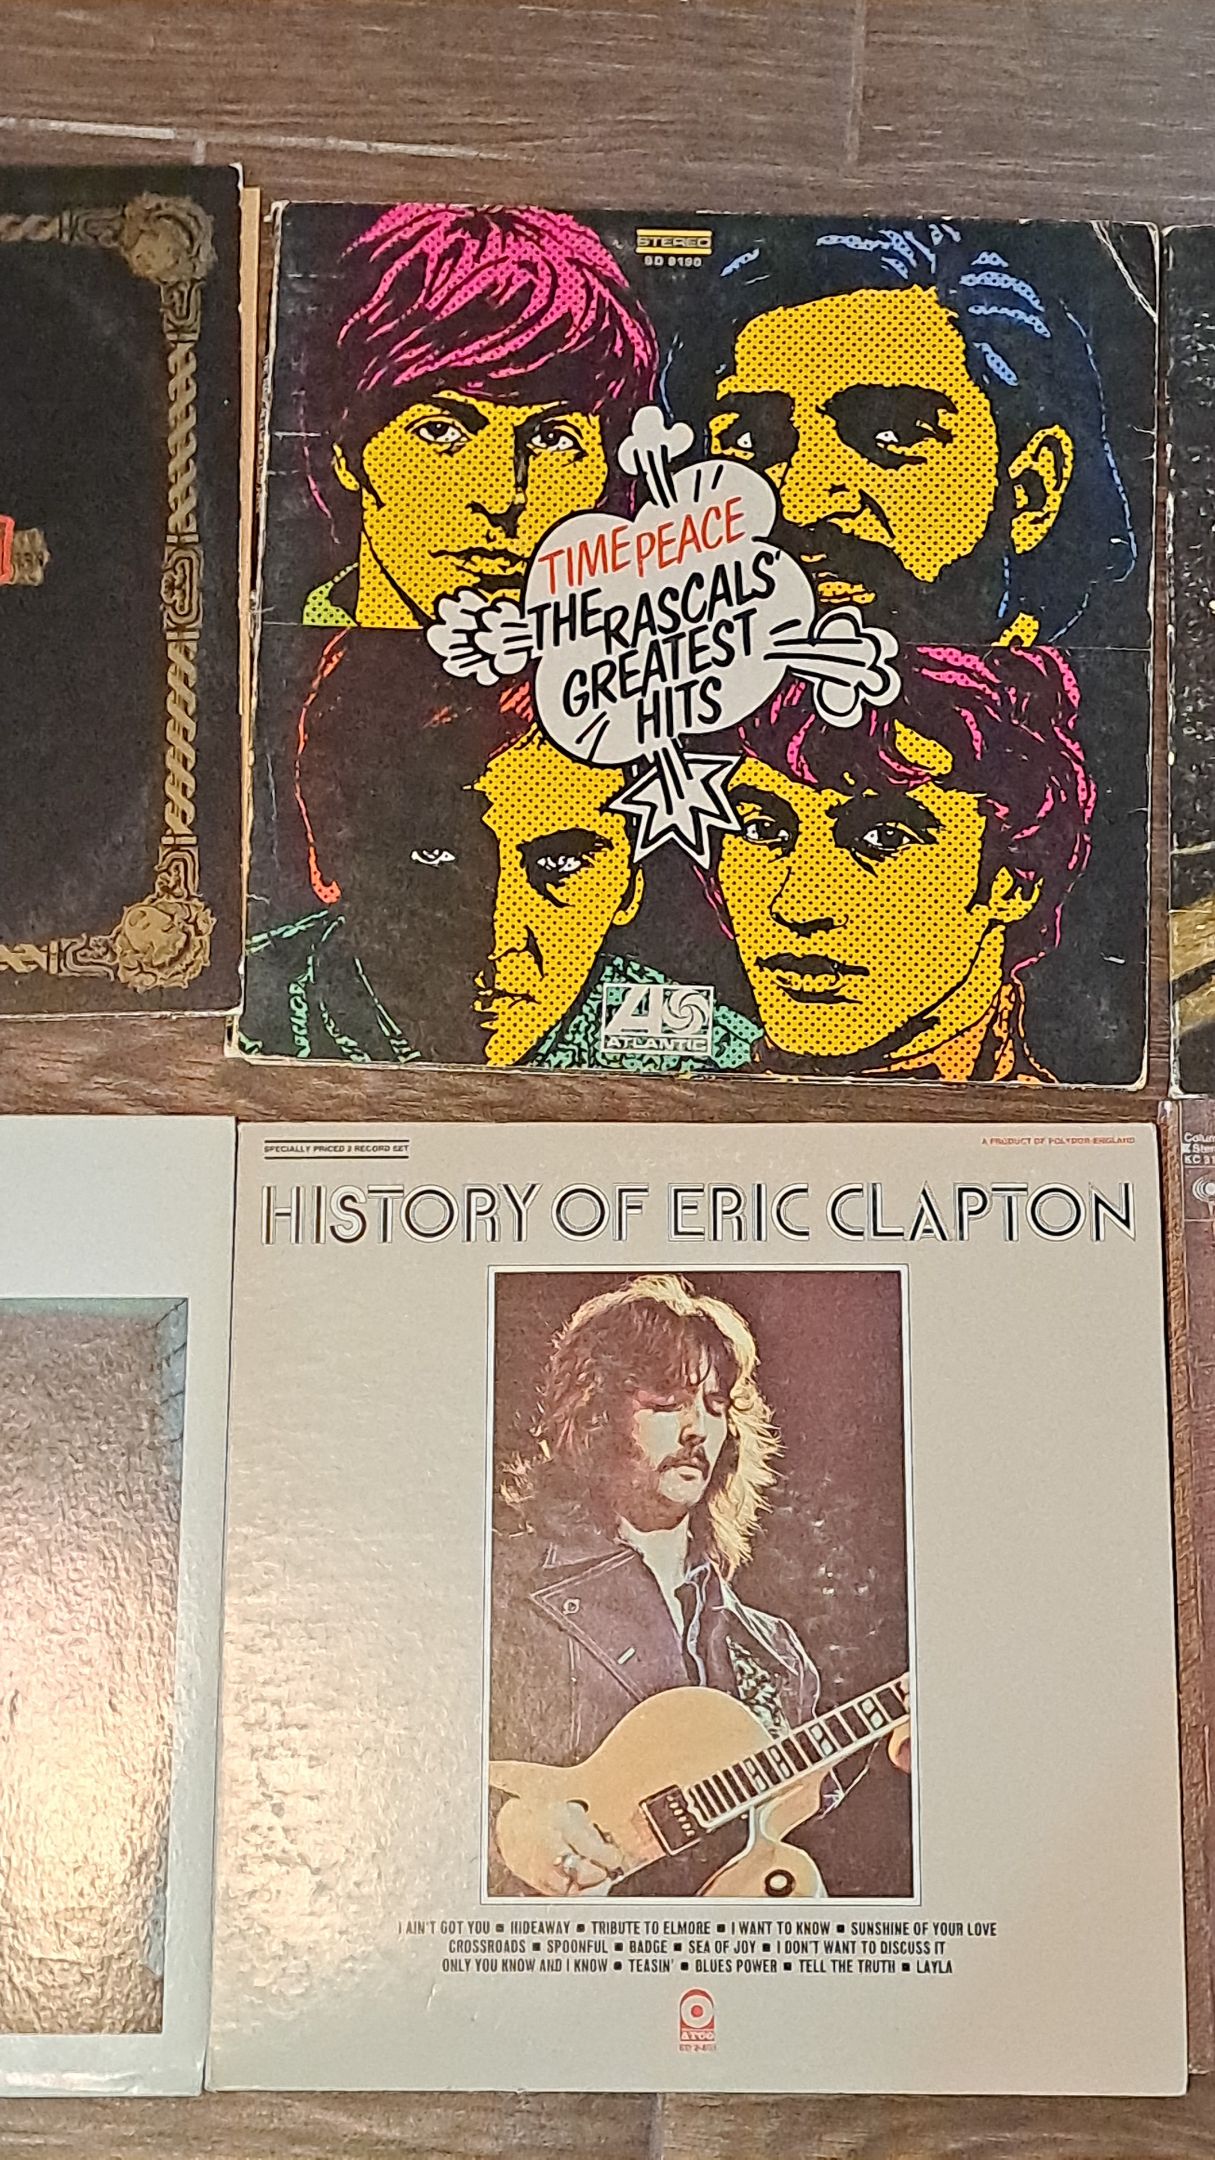 STEREO
SD 8190
TIMEPEACE
THE RASCALS'
GREATEST
HITS
ATLANTIC
SPECIALLY PRICED 2 RECORD SET
A PRODUCT OF POLYDOR-ENGLAND
HISTORY OF ERIC CLAPTON
I AIN'T GOT YOU ■ HIDEAWAY ■ TRIBUTE TO ELMORE ■ I WANT TO KNOW ■ SUNSHINE OF YOUR LOVE
CROSSROADS ■ SPOONFUL ■ BADGE ■ SEA OF JOY ■ I DON'T WANT TO DISCUSS IT
ONLY YOU KNOW AND I KNOW ■ TEASIN' ■ BLUES POWER ■ TELL THE TRUTH ■ LAYLA
ATCO